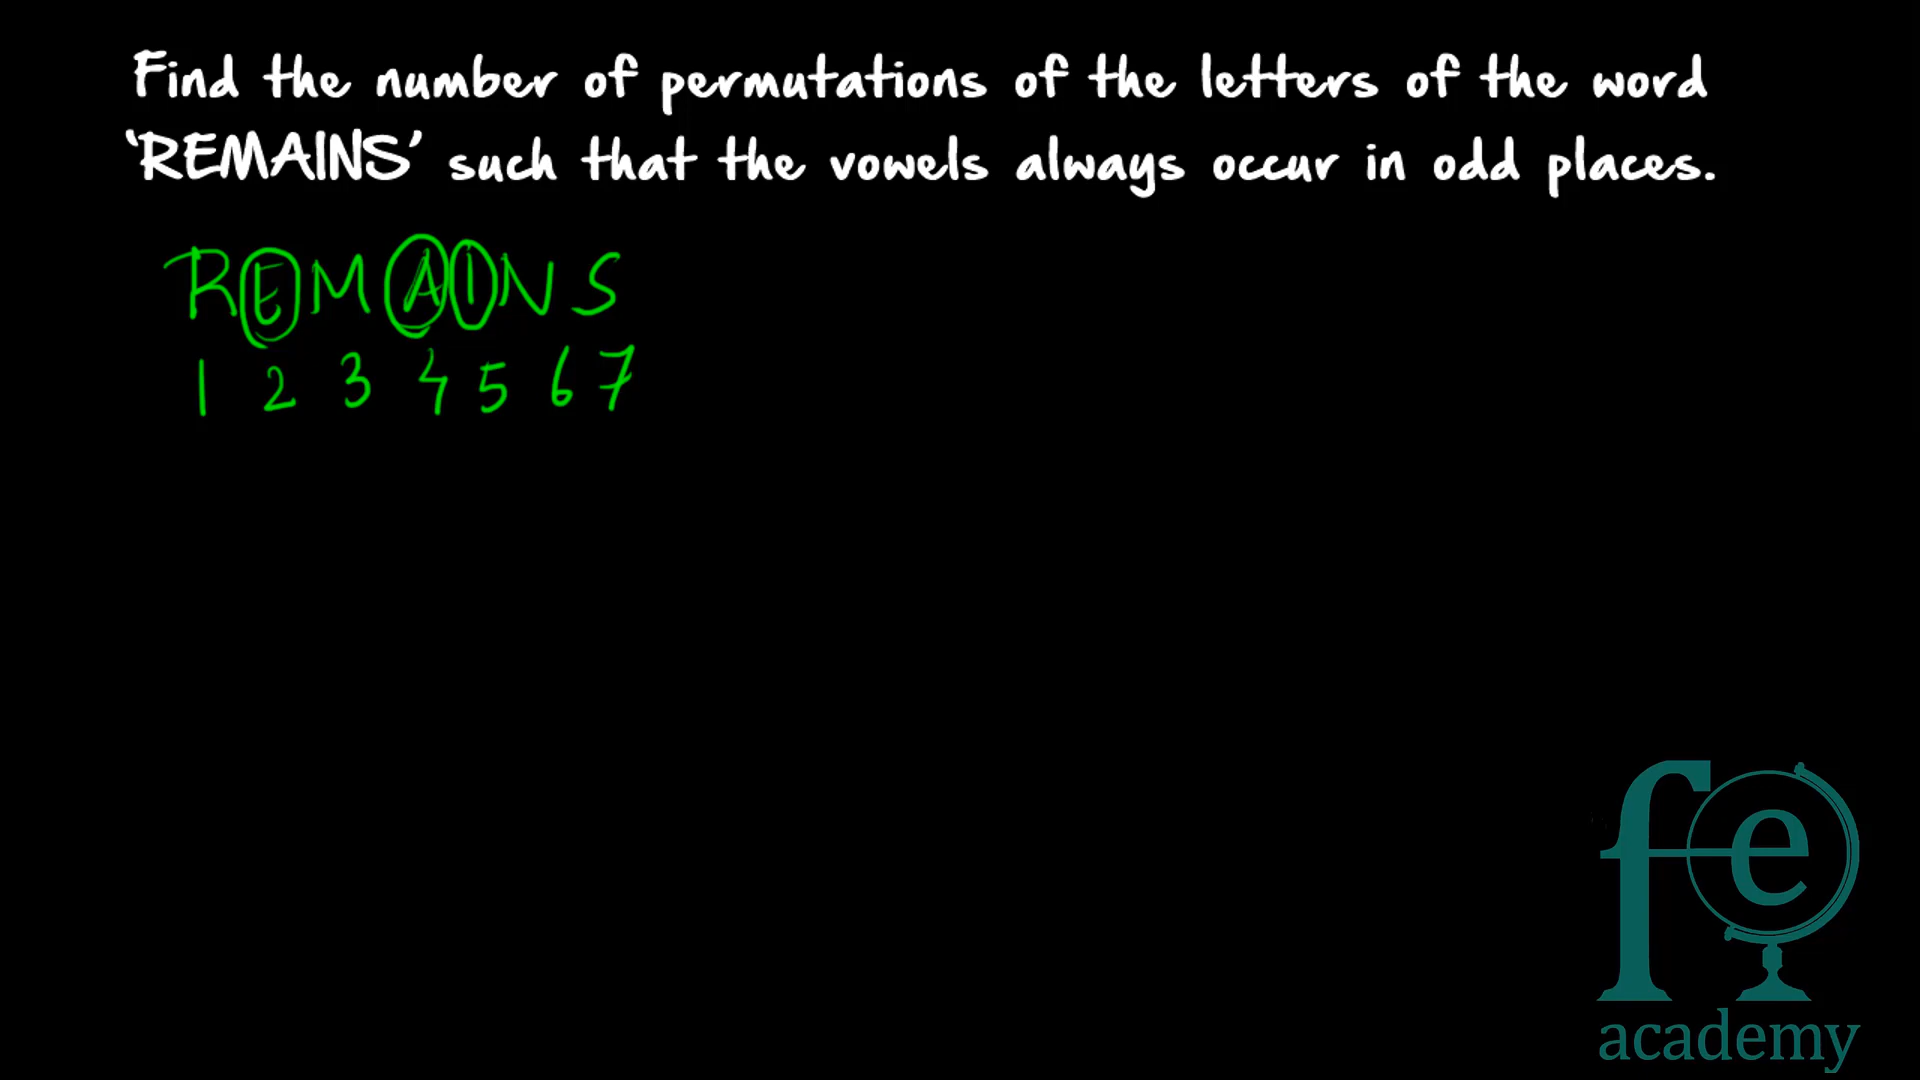 Find the number of permutations of the letters of the word
‘REMAINS’ such that the vowels always occur in odd places.
REMAINS
1 2 3 4 5 6 7
fe
academy